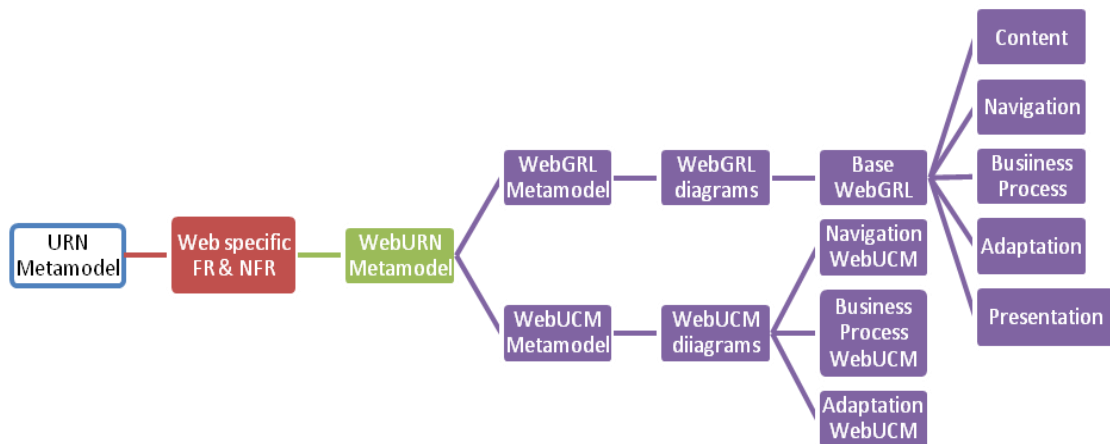 URN
Metamodel
Web specific
FR & NFR
WebURN
Metamodel
WebGRL
Metamodel
WebGRL
diagrams
Base
WebGRL
Content
Navigation
Busiiness
Process
Adaptation
Presentation
WebUCM
Metamodel
WebUCM
diiagrams
Navigation
WebUCM
Business
Process
WebUCM
Adaptation
WebUCM